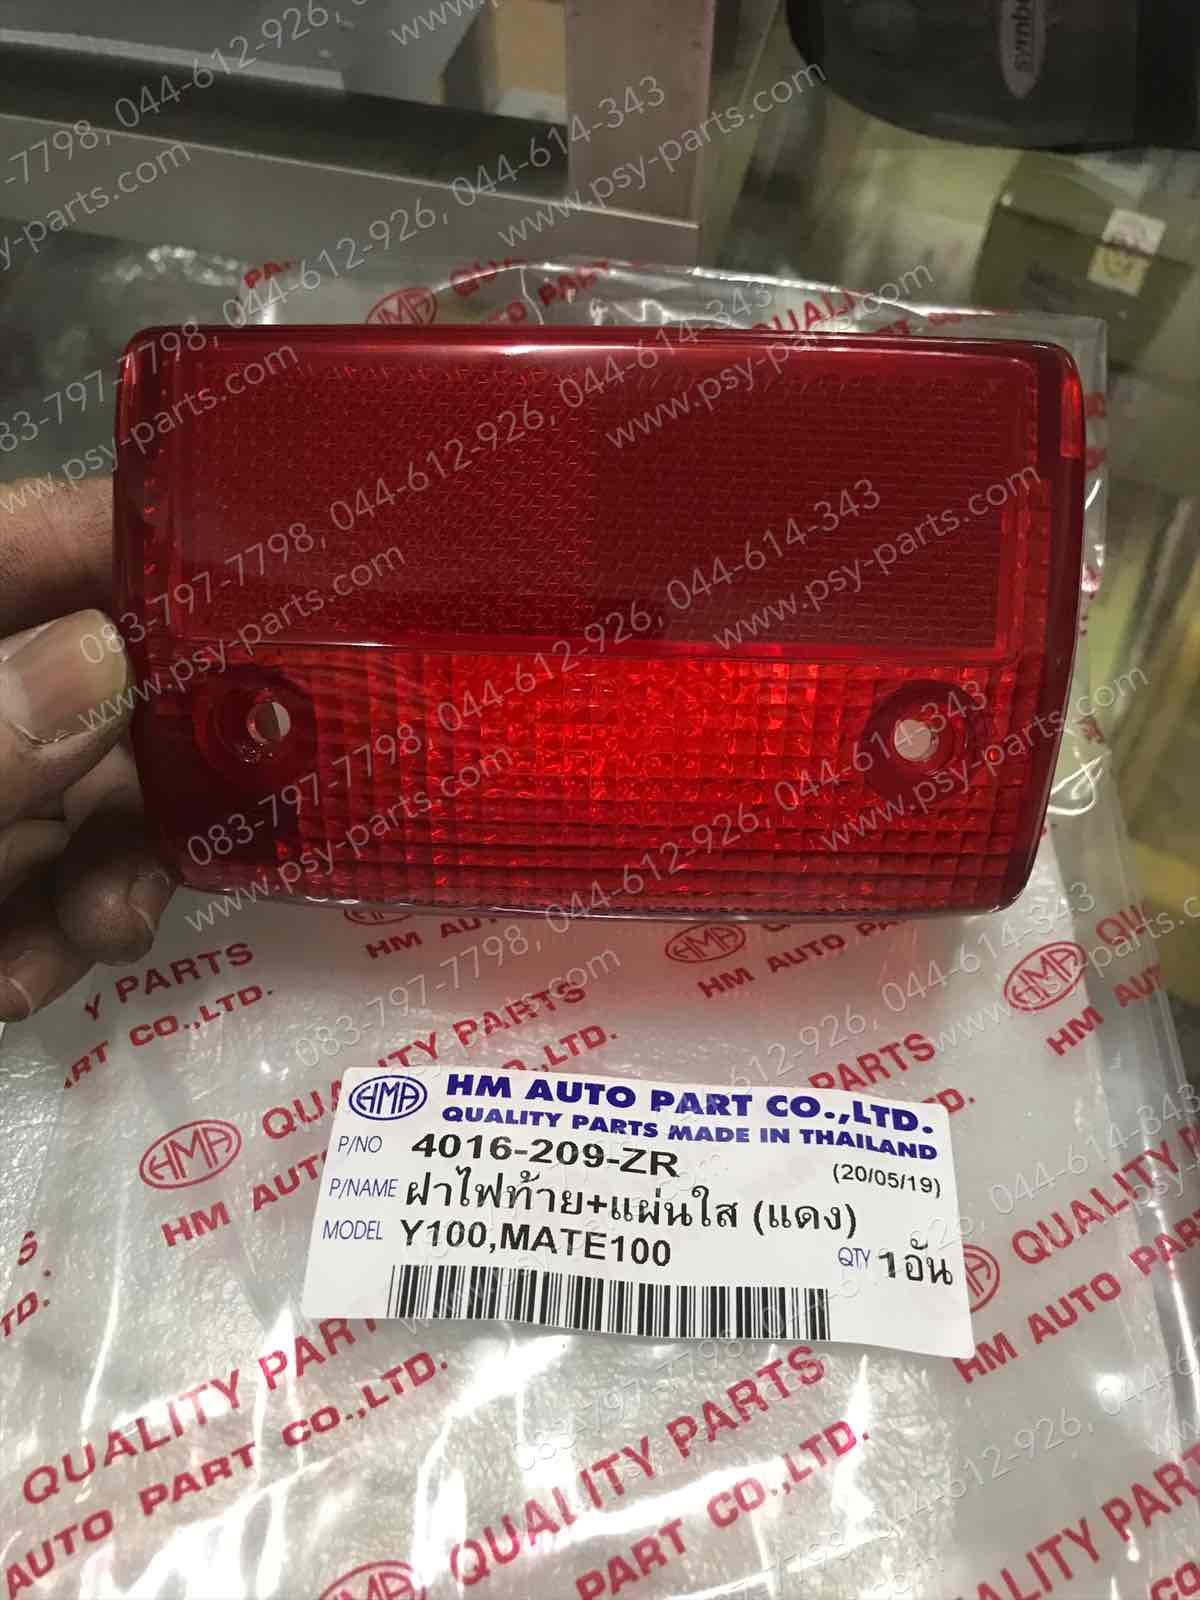 HMA HM AUTO PART CO.,LTD.
QUALITY PARTS MADE IN THAILAND
P/NO 4016-209-ZR (20/05/19)
P/NAME ฝาไฟท้าย+แผ่นใส (แดง)
MODEL Y100,MATE100 QTY 1อัน
HMA QUALITY PARTS
HM AUTO PART CO.,LTD.
083-797-7798, 044-612-926, 044-614-343
www.psy-parts.com